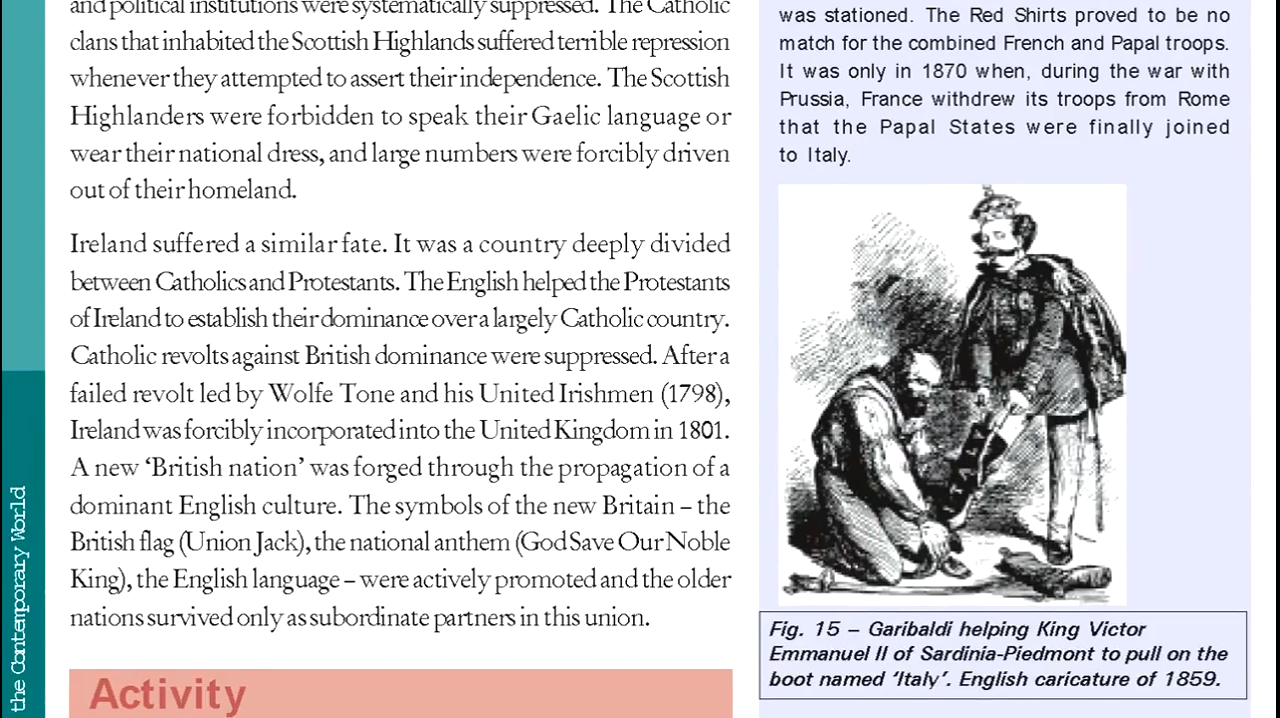 and political institutions were systematically suppressed. The Catholic
clans that inhabited the Scottish Highlands suffered terrible repression
whenever they attempted to assert their independence. The Scottish
Highlanders were forbidden to speak their Gaelic language or
wear their national dress, and large numbers were forcibly driven
out of their homeland.
Ireland suffered a similar fate. It was a country deeply divided
between Catholics and Protestants. The English helped the Protestants
of Ireland to establish their dominance over a largely Catholic country.
Catholic revolts against British dominance were suppressed. After a
failed revolt led by Wolfe Tone and his United Irishmen (1798),
Ireland was forcibly incorporated into the United Kingdom in 1801.
A new ‘British nation’ was forged through the propagation of a
dominant English culture. The symbols of the new Britain – the
British flag (Union Jack), the national anthem (God Save Our Noble
King), the English language – were actively promoted and the older
nations survived only as subordinate partners in this union.
Activity
was stationed. The Red Shirts proved to be no
match for the combined French and Papal troops.
It was only in 1870 when, during the war with
Prussia, France withdrew its troops from Rome
that the Papal States were finally joined
to Italy.
Fig. 15 – Garibaldi helping King Victor
Emmanuel II of Sardinia-Piedmont to pull on the
boot named ‘Italy’. English caricature of 1859.
the Contemporary World